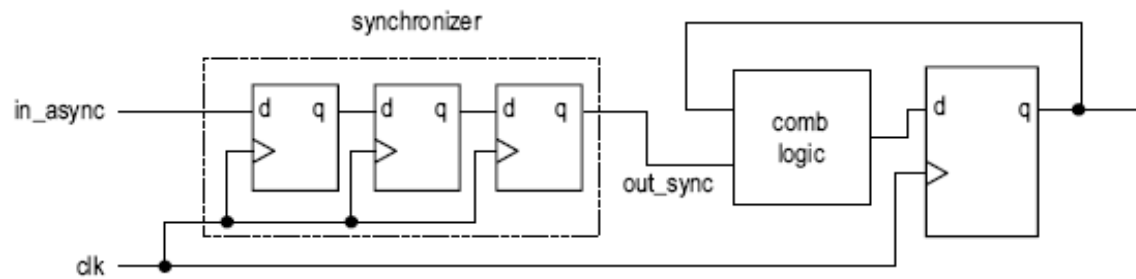 synchronizer
in_async
d q
d q
d q
out_sync
comb
logic
d q
clk